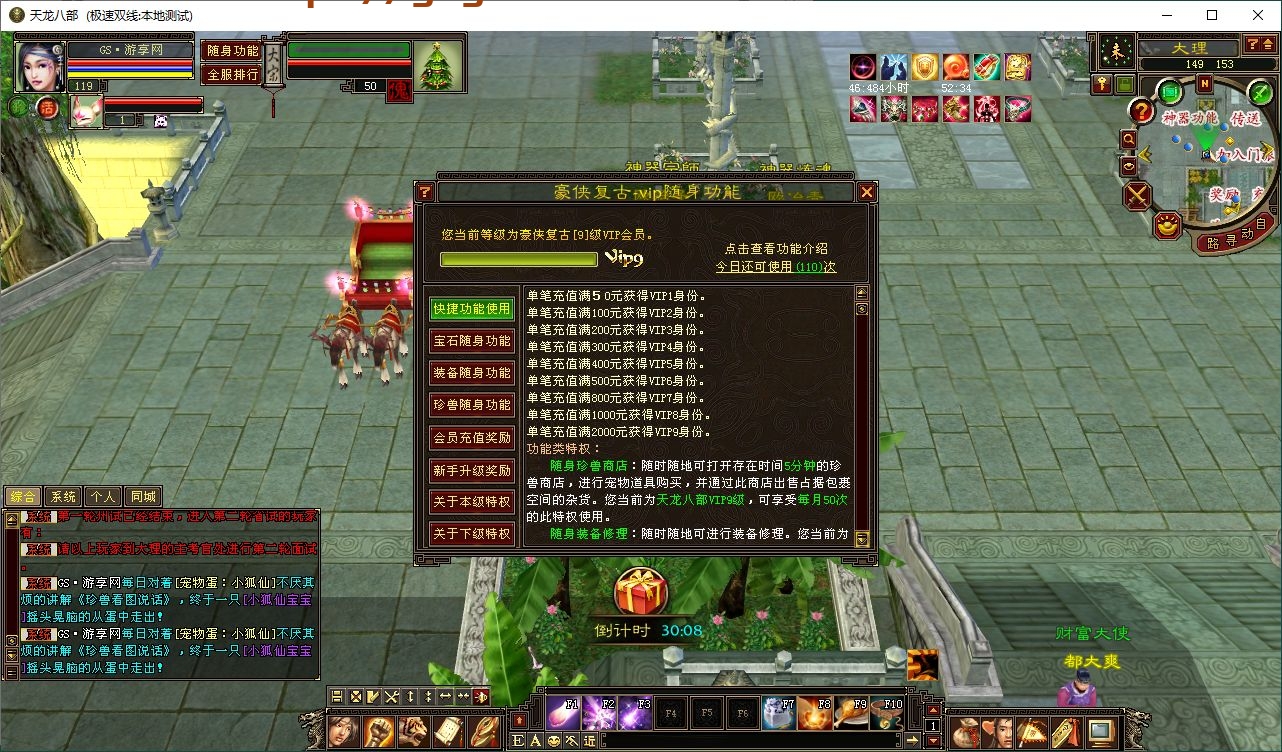 天龙八部 (极速双线:本地测试)
GS·游享网
119
随身功能
全服排行
50
1
活
大理
149 153
46:484小时
52:34
神器功能
传送
加入门派
奖励
自动寻路
豪侠复古-vip随身功能
您当前等级为豪侠复古[9]级VIP会员。
Vip9
点击查看功能介绍
今日还可使用(110)次
快捷功能使用
宝石随身功能
装备随身功能
珍兽随身功能
会员充值奖励
新手升级奖励
关于本级特权
关于下级特权
单笔充值满50元获得VIP1身份。
单笔充值满100元获得VIP2身份。
单笔充值满200元获得VIP3身份。
单笔充值满300元获得VIP4身份。
单笔充值满400元获得VIP5身份。
单笔充值满500元获得VIP6身份。
单笔充值满800元获得VIP7身份。
单笔充值满1000元获得VIP8身份。
单笔充值满2000元获得VIP9身份。
功能类特权:
随身珍兽商店:随时随地可打开存在时间5分钟的珍
兽商店,进行宠物道具购买,并通过此商店出售占据包裹
空间的杂货。您当前为天龙八部VIP9级,可享受每月50次
的此特权使用。
随身装备修理:随时随地可进行装备修理。您当前为
综合 系统 个人 同城
系统 第一轮州试已经结束,进入第二轮省试的玩家
有:
系统 请以上玩家到大理的主考官处进行第二轮面试
。
系统 GS·游享网每日对着[宠物蛋:小狐仙]不厌其
烦的讲解《珍兽看图说话》,终于一只[小狐仙宝宝
]摇头晃脑的从蛋中走出!
系统 GS·游享网每日对着[宠物蛋:小狐仙]不厌其
烦的讲解《珍兽看图说话》,终于一只[小狐仙宝宝
]摇头晃脑的从蛋中走出!
倒计时 30:08
财富大使
都大爽
F1 F2 F3 F4 F5 F6 F7 F8 F9 F10
1